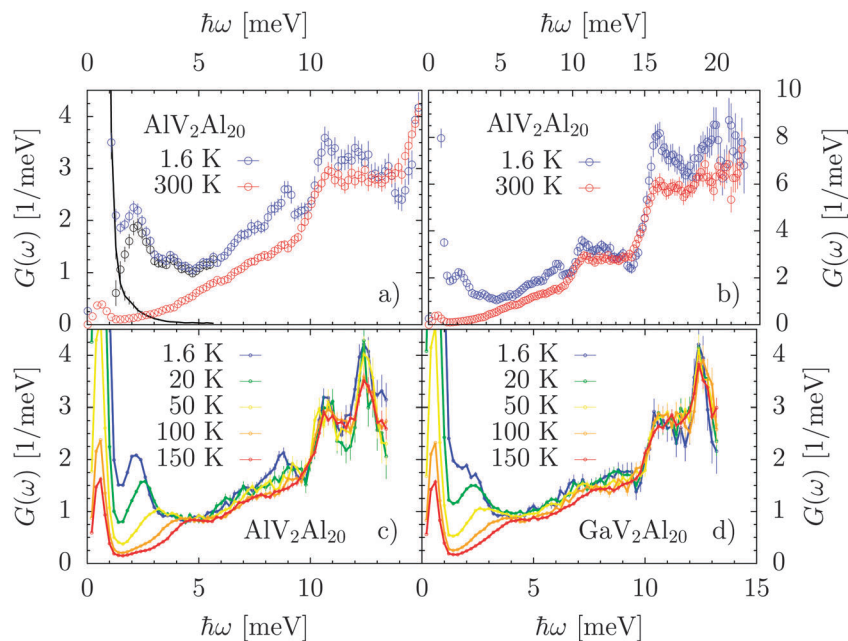 ħω [meV] ħω [meV]
0 5 10 0 5 10 15 20
G(ω) [1/meV]
4
3
2
1
0
AlV₂Al₂₀
1.6 K
300 K
a)
AlV₂Al₂₀
1.6 K
300 K
b)
10
8
6
4
2
0
G(ω) [1/meV]
G(ω) [1/meV]
4
3
2
1
0
1.6 K
20 K
50 K
100 K
150 K
AlV₂Al₂₀ c)
1.6 K
20 K
50 K
100 K
150 K
GaV₂Al₂₀ d)
4
3
2
1
0
G(ω) [1/meV]
0 5 10 0 5 10 15
ħω [meV] ħω [meV]